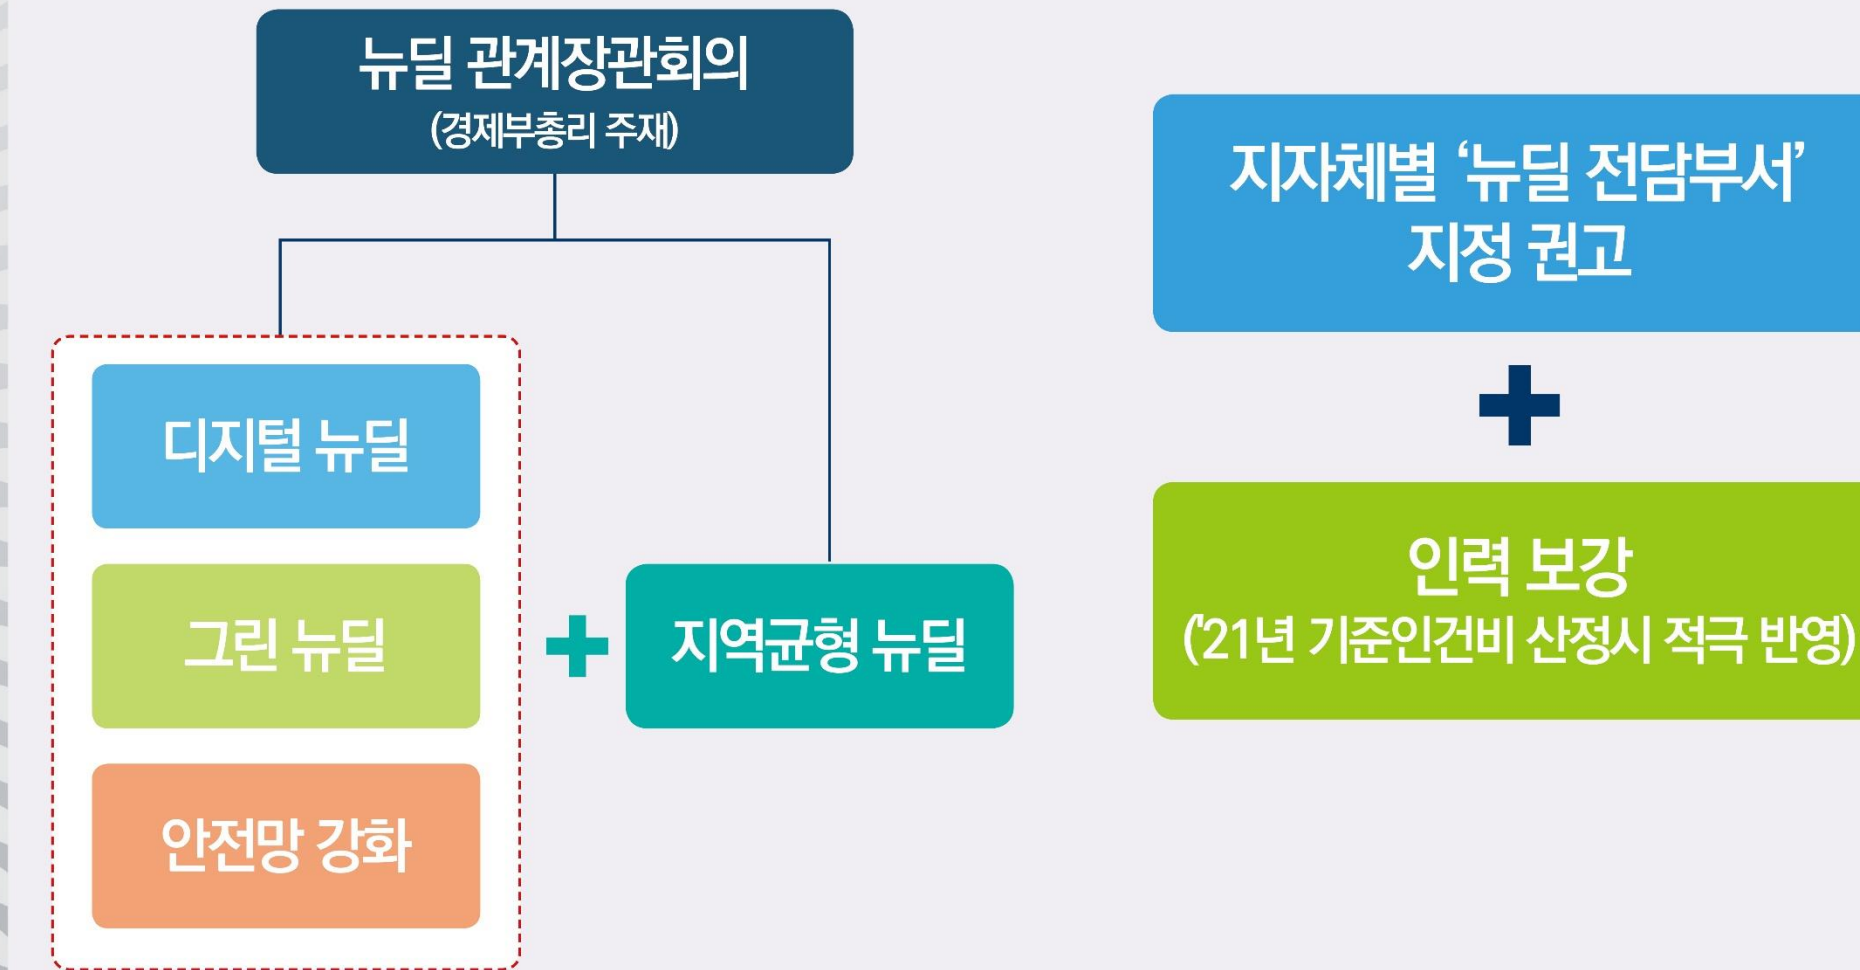 뉴딜 관계장관회의
(경제부총리 주재)
디지털 뉴딜
그린 뉴딜
안전망 강화
지역균형 뉴딜
지자체별 ‘뉴딜 전담부서’
지정 권고
인력 보강
('21년 기준인건비 산정시 적극 반영)